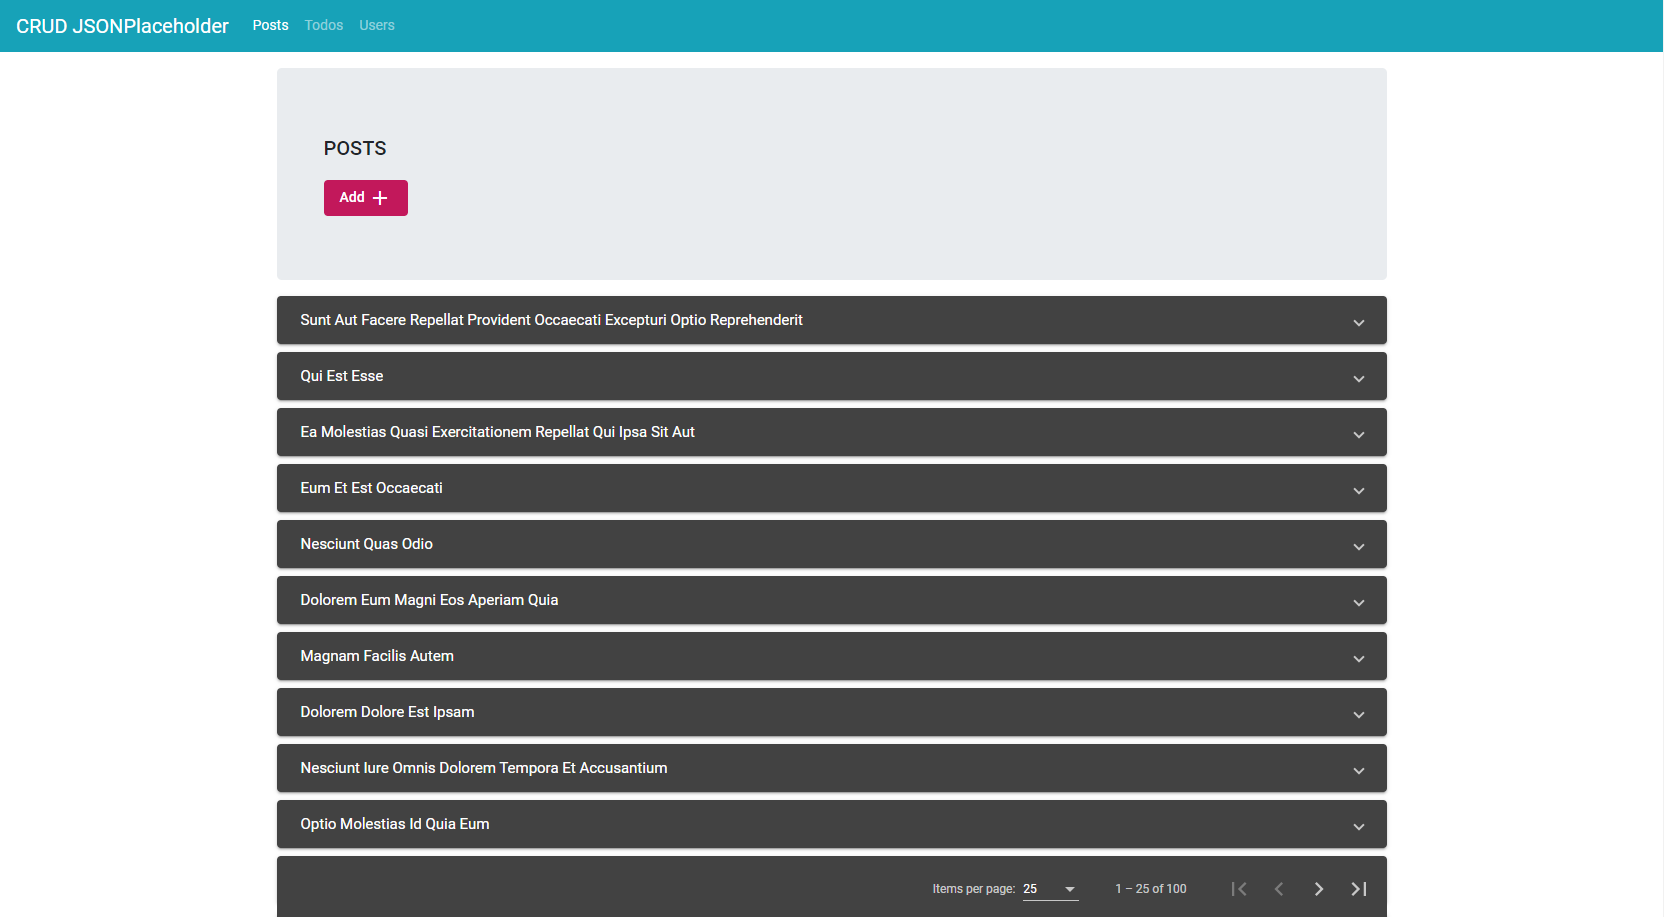 CRUD JSONPlaceholder Posts Todos Users
POSTS
Add
Sunt Aut Facere Repellat Provident Occaecati Excepturi Optio Reprehenderit
Qui Est Esse
Ea Molestias Quasi Exercitationem Repellat Qui Ipsa Sit Aut
Eum Et Est Occaecati
Nesciunt Quas Odio
Dolorem Eum Magni Eos Aperiam Quia
Magnam Facilis Autem
Dolorem Dolore Est Ipsam
Nesciunt Iure Omnis Dolorem Tempora Et Accusantium
Optio Molestias Id Quia Eum
Items per page: 25 1 – 25 of 100